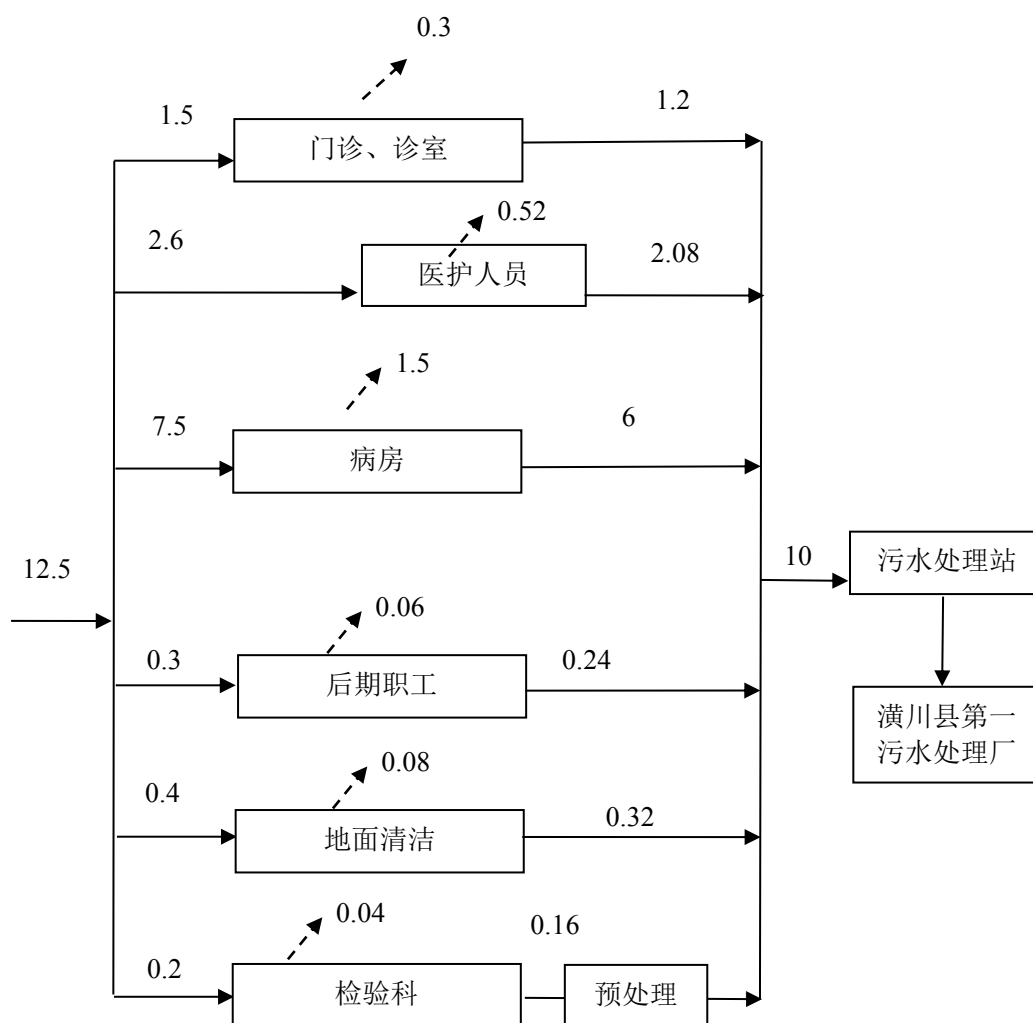 0.3
1.5
1.2
门诊、诊室
0.52
2.6
2.08
医护人员
1.5
7.5
6
病房
12.5
10
污水处理站
0.06
0.3
0.24
后期职工
潢川县第一
污水处理厂
0.08
0.4
0.32
地面清洁
0.04
0.16
0.2
检验科
预处理